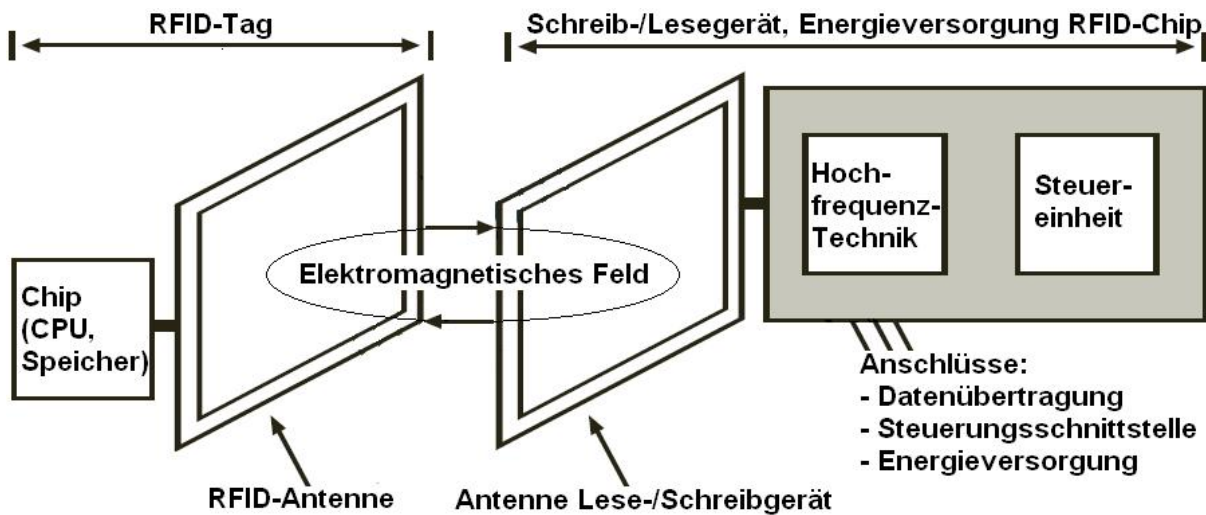 RFID-Tag
Schreib-/Lesegerät, Energieversorgung RFID-Chip
Hoch-
frequenz-
Technik
Steuer-
einheit
Elektromagnetisches Feld
Chip
(CPU,
Speicher)
Anschlüsse:
- Datenübertragung
- Steuerungsschnittstelle
- Energieversorgung
RFID-Antenne
Antenne Lese-/Schreibgerät